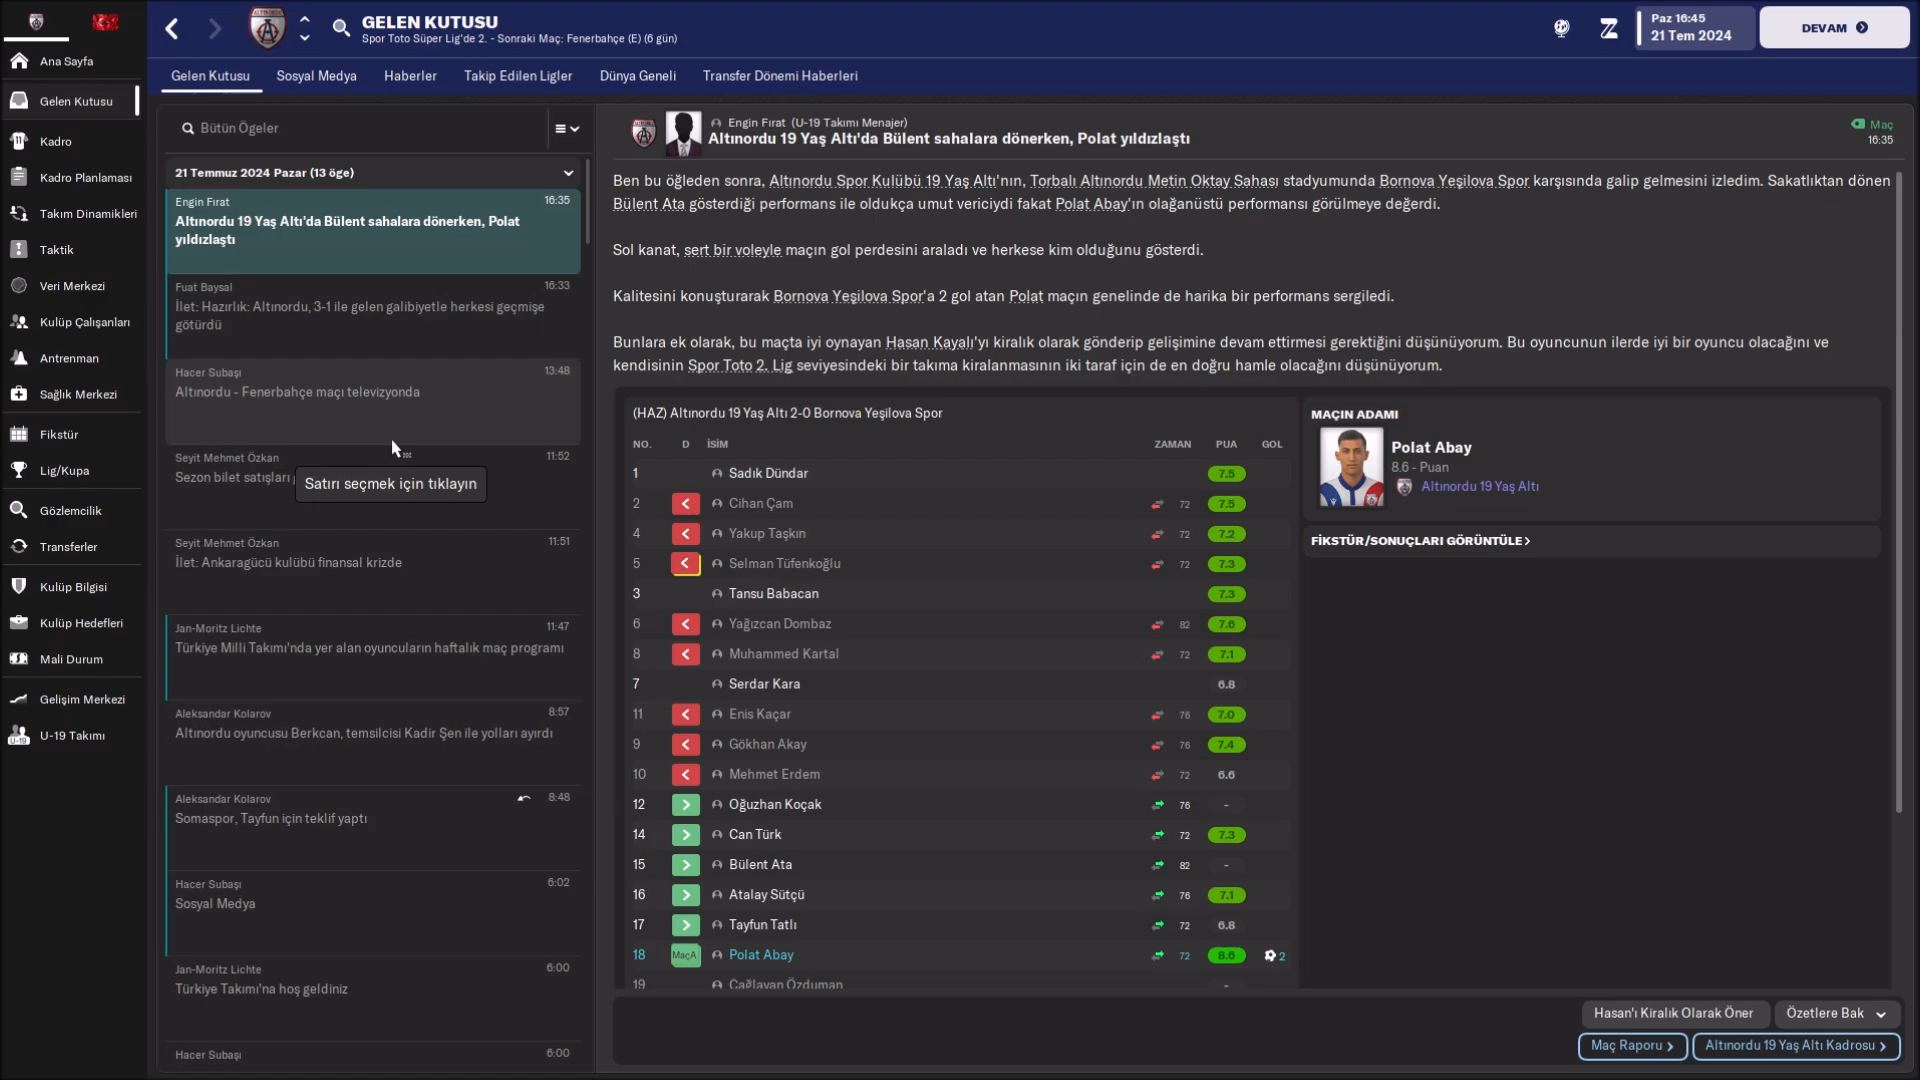 GELEN KUTUSU
Spor Toto Süper Lig'de 2. - Sonraki Maç: Fenerbahçe (E) (6 gün)
Paz 16:45
21 Tem 2024
DEVAM
Gelen Kutusu
Sosyal Medya
Haberler
Takip Edilen Ligler
Dünya Geneli
Transfer Dönemi Haberleri
Ana Sayfa
Gelen Kutusu
Kadro
Kadro Planlaması
Takım Dinamikleri
Taktik
Veri Merkezi
Kulüp Çalışanları
Antrenman
Sağlık Merkezi
Fikstür
Lig/Kupa
Gözlemcilik
Transferler
Kulüp Bilgisi
Kulüp Hedefleri
Mali Durum
Gelişim Merkezi
U-19 Takımı
Bütün Ögeler
21 Temmuz 2024 Pazar (13 öge)
Engin Fırat 16:35
Altınordu 19 Yaş Altı'da Bülent sahalara dönerken, Polat
yıldızlaştı
Fuat Baysal 16:33
İlet: Hazırlık: Altınordu, 3-1 ile gelen galibiyetle herkesi geçmişe
götürdü
Hacer Subaşı 13:48
Altınordu - Fenerbahçe maçı televizyonda
Seyit Mehmet Özkan 11:52
Sezon bilet satışları
Satırı seçmek için tıklayın
Seyit Mehmet Özkan 11:51
İlet: Ankaragücü kulübü finansal krizde
Jan-Moritz Lichte 11:47
Türkiye Milli Takımı'nda yer alan oyuncuların haftalık maç programı
Aleksandar Kolarov 8:57
Altınordu oyuncusu Berkcan, temsilcisi Kadir Şen ile yolları ayırdı
Aleksandar Kolarov 8:48
Somaspor, Tayfun için teklif yaptı
Hacer Subaşı 6:02
Sosyal Medya
Jan-Moritz Lichte 6:00
Türkiye Takımı'na hoş geldiniz
Hacer Subaşı 6:00
Engin Fırat (U-19 Takımı Menajer)
Altınordu 19 Yaş Altı'da Bülent sahalara dönerken, Polat yıldızlaştı
Maç
16:35
Ben bu öğleden sonra, Altınordu Spor Kulübü 19 Yaş Altı'nın, Torbalı Altınordu Metin Oktay Sahası stadyumunda Bornova Yeşilova Spor karşısında galip gelmesini izledim. Sakatlıktan dönen
Bülent Ata gösterdiği performans ile oldukça umut vericiydi fakat Polat Abay'ın olağanüstü performansı görülmeye değerdi.
Sol kanat, sert bir voleyle maçın gol perdesini araladı ve herkese kim olduğunu gösterdi.
Kalitesini konuşturarak Bornova Yeşilova Spor'a 2 gol atan Polat maçın genelinde de harika bir performans sergiledi.
Bunlara ek olarak, bu maçta iyi oynayan Hasan Kayalı'yı kiralık olarak gönderip gelişimine devam ettirmesi gerektiğini düşünüyorum. Bu oyuncunun ilerde iyi bir oyuncu olacağını ve
kendisinin Spor Toto 2. Lig seviyesindeki bir takıma kiralanmasının iki taraf için de en doğru hamle olacağını düşünüyorum.
(HAZ) Altınordu 19 Yaş Altı 2-0 Bornova Yeşilova Spor
NO. D İSİM ZAMAN PUA GOL
1 Sadık Dündar 7.5
2 Cihan Çam 72 7.5
4 Yakup Taşkın 72 7.2
5 Selman Tüfenkoğlu 72 7.3
3 Tansu Babacan 7.3
6 Yağızcan Dombaz 82 7.6
8 Muhammed Kartal 72 7.1
7 Serdar Kara 6.8
11 Enis Kaçar 76 7.0
9 Gökhan Akay 76 7.4
10 Mehmet Erdem 72 6.6
12 Oğuzhan Koçak 76 -
14 Can Türk 72 7.3
15 Bülent Ata 82 -
16 Atalay Sütçü 76 7.1
17 Tayfun Tatlı 72 6.8
18 MaçA Polat Abay 72 8.6 2
19 Çağlayan Özduman -
MAÇIN ADAMI
Polat Abay
8.6 - Puan
Altınordu 19 Yaş Altı
FİKSTÜR/SONUÇLARI GÖRÜNTÜLE
Hasan'ı Kiralık Olarak Öner
Özetlere Bak
Maç Raporu
Altınordu 19 Yaş Altı Kadrosu